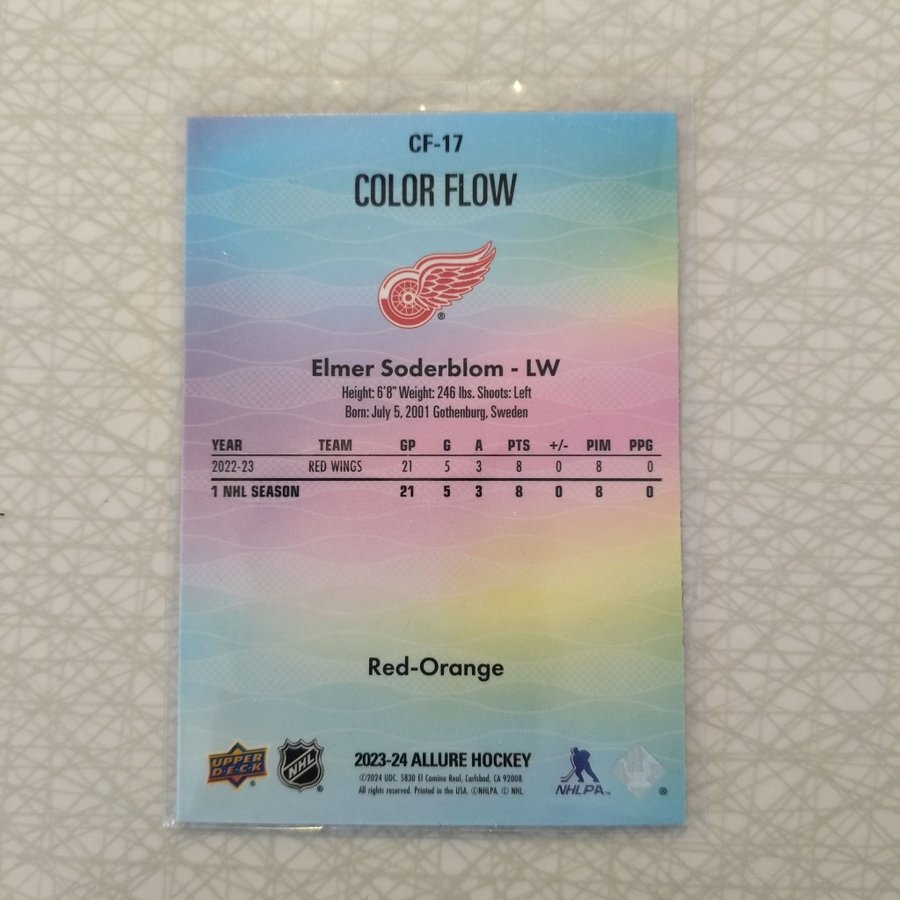 CF-17
COLOR FLOW
®
Elmer Soderblom - LW
Height: 6'8" Weight: 246 lbs. Shoots: Left
Born: July 5, 2001 Gothenburg, Sweden
YEAR TEAM GP G A PTS +/- PIM PPG
2022-23 RED WINGS 21 5 3 8 0 8 0
1 NHL SEASON 21 5 3 8 0 8 0
Red-Orange
UPPER DECK ®
NHL ®
2023-24 ALLURE HOCKEY
©2024 UDC. 5830 El Camino Real, Carlsbad, CA 92008.
All rights reserved. Printed in the USA. ©NHLPA. © NHL.
NHLPA™
®